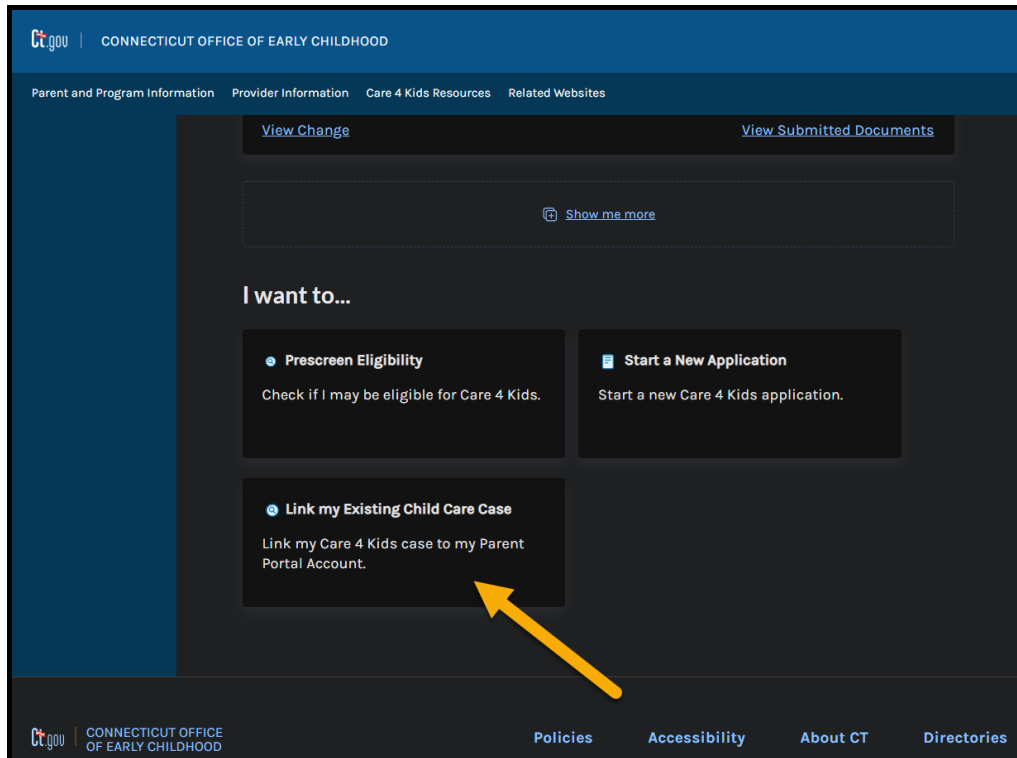 Ct.gov CONNECTICUT OFFICE OF EARLY CHILDHOOD
Parent and Program Information Provider Information Care 4 Kids Resources Related Websites
View Change View Submitted Documents
Show me more
I want to...
Prescreen Eligibility
Check if I may be eligible for Care 4 Kids.
Start a New Application
Start a new Care 4 Kids application.
Link my Existing Child Care Case
Link my Care 4 Kids case to my Parent
Portal Account.
Ct.gov CONNECTICUT OFFICE
OF EARLY CHILDHOOD
Policies Accessibility About CT Directories